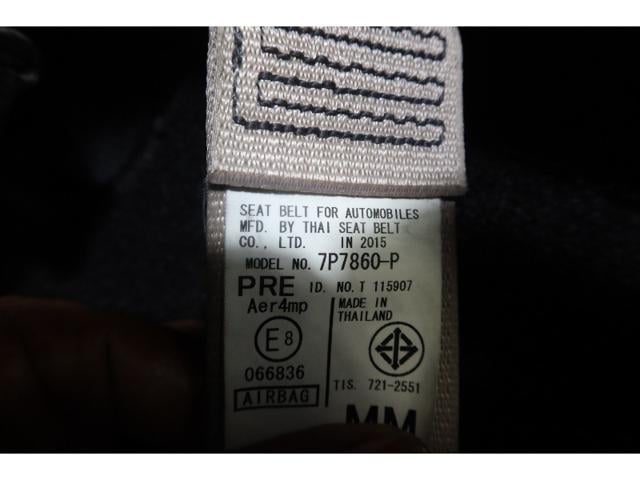 SEAT BELT FOR AUTOMOBILES
MFD. BY THAI SEAT BELT
CO., LTD. IN 2015
MODEL NO. 7P7860-P
PRE ID. NO. T 115907
Aer4mp
MADE IN
THAILAND
E8
066836
TIS. 721-2551
AIRBAG
MM